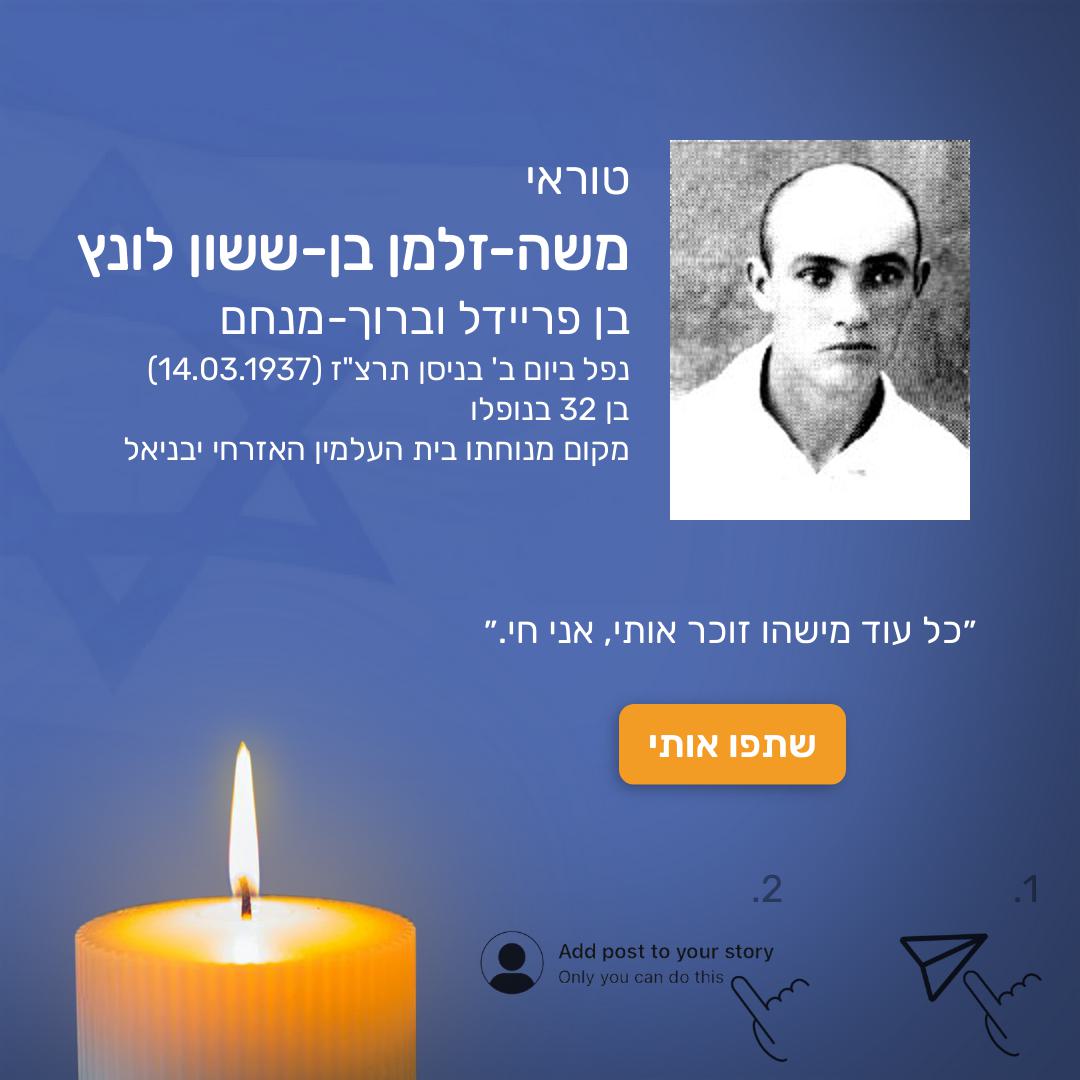 טוראי
משה-זלמן בן-ששון לונץ
בן פריידל וברוך-מנחם
נפל ביום ב' בניסן תרצ"ז (14.03.1937)
בן 32 בנופלו
מקום מנוחתו בית העלמין האזרחי יבניאל
״כל עוד מישהו זוכר אותי, אני חי.״
שתפו אותי
.1
.2
Add post to your story
Only you can do this